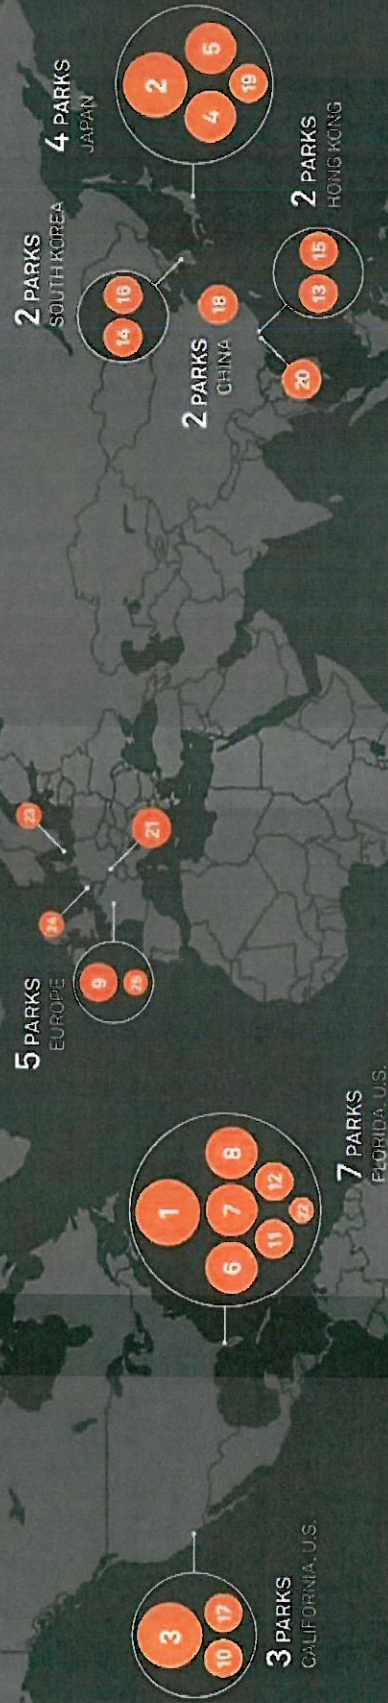 3 PARKS
CALIFORNIA, U.S.
3
10
17
7 PARKS
FLORIDA, U.S.
1
6
7
8
11
12
22
5 PARKS
EUROPE
9
25
24
23
21
2 PARKS
SOUTH KOREA
14
16
2 PARKS
CHINA
18
20
4 PARKS
JAPAN
2
4
5
19
2 PARKS
HONG KONG
13
15